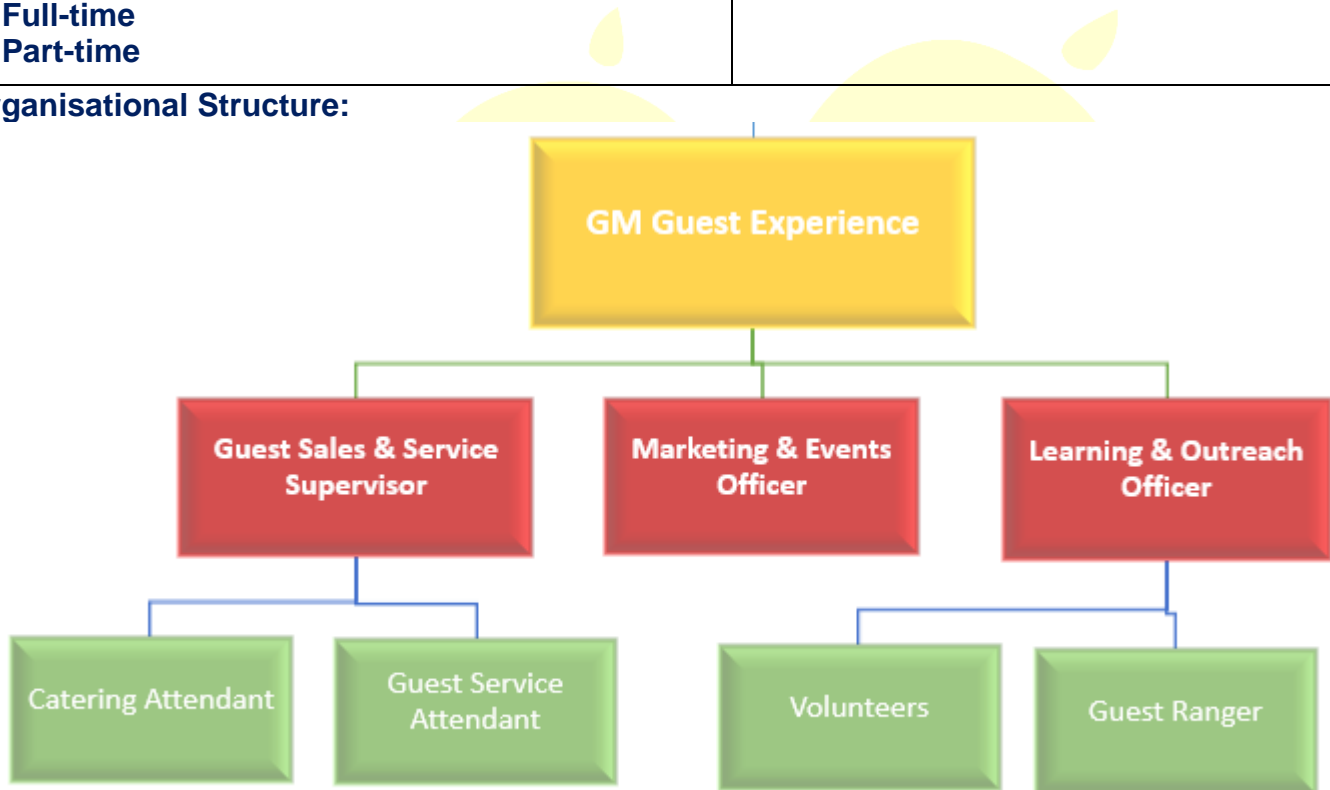 Full-time
Part-time
ganisational Structure:
GM Guest Experience
Guest Sales & Service
Supervisor
Marketing & Events
Officer
Learning & Outreach
Officer
Catering Attendant
Guest Service
Attendant
Volunteers
Guest Ranger